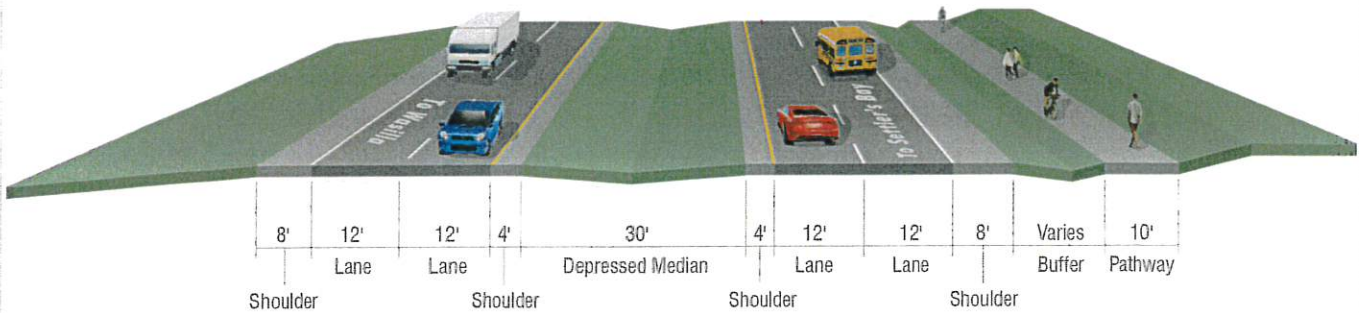 To Wasilla
To Settler's Bay
8' 12' 12' 4' 30' 4' 12' 12' 8' Varies 10'
Lane Lane Depressed Median Lane Lane Buffer Pathway
Shoulder Shoulder Shoulder Shoulder